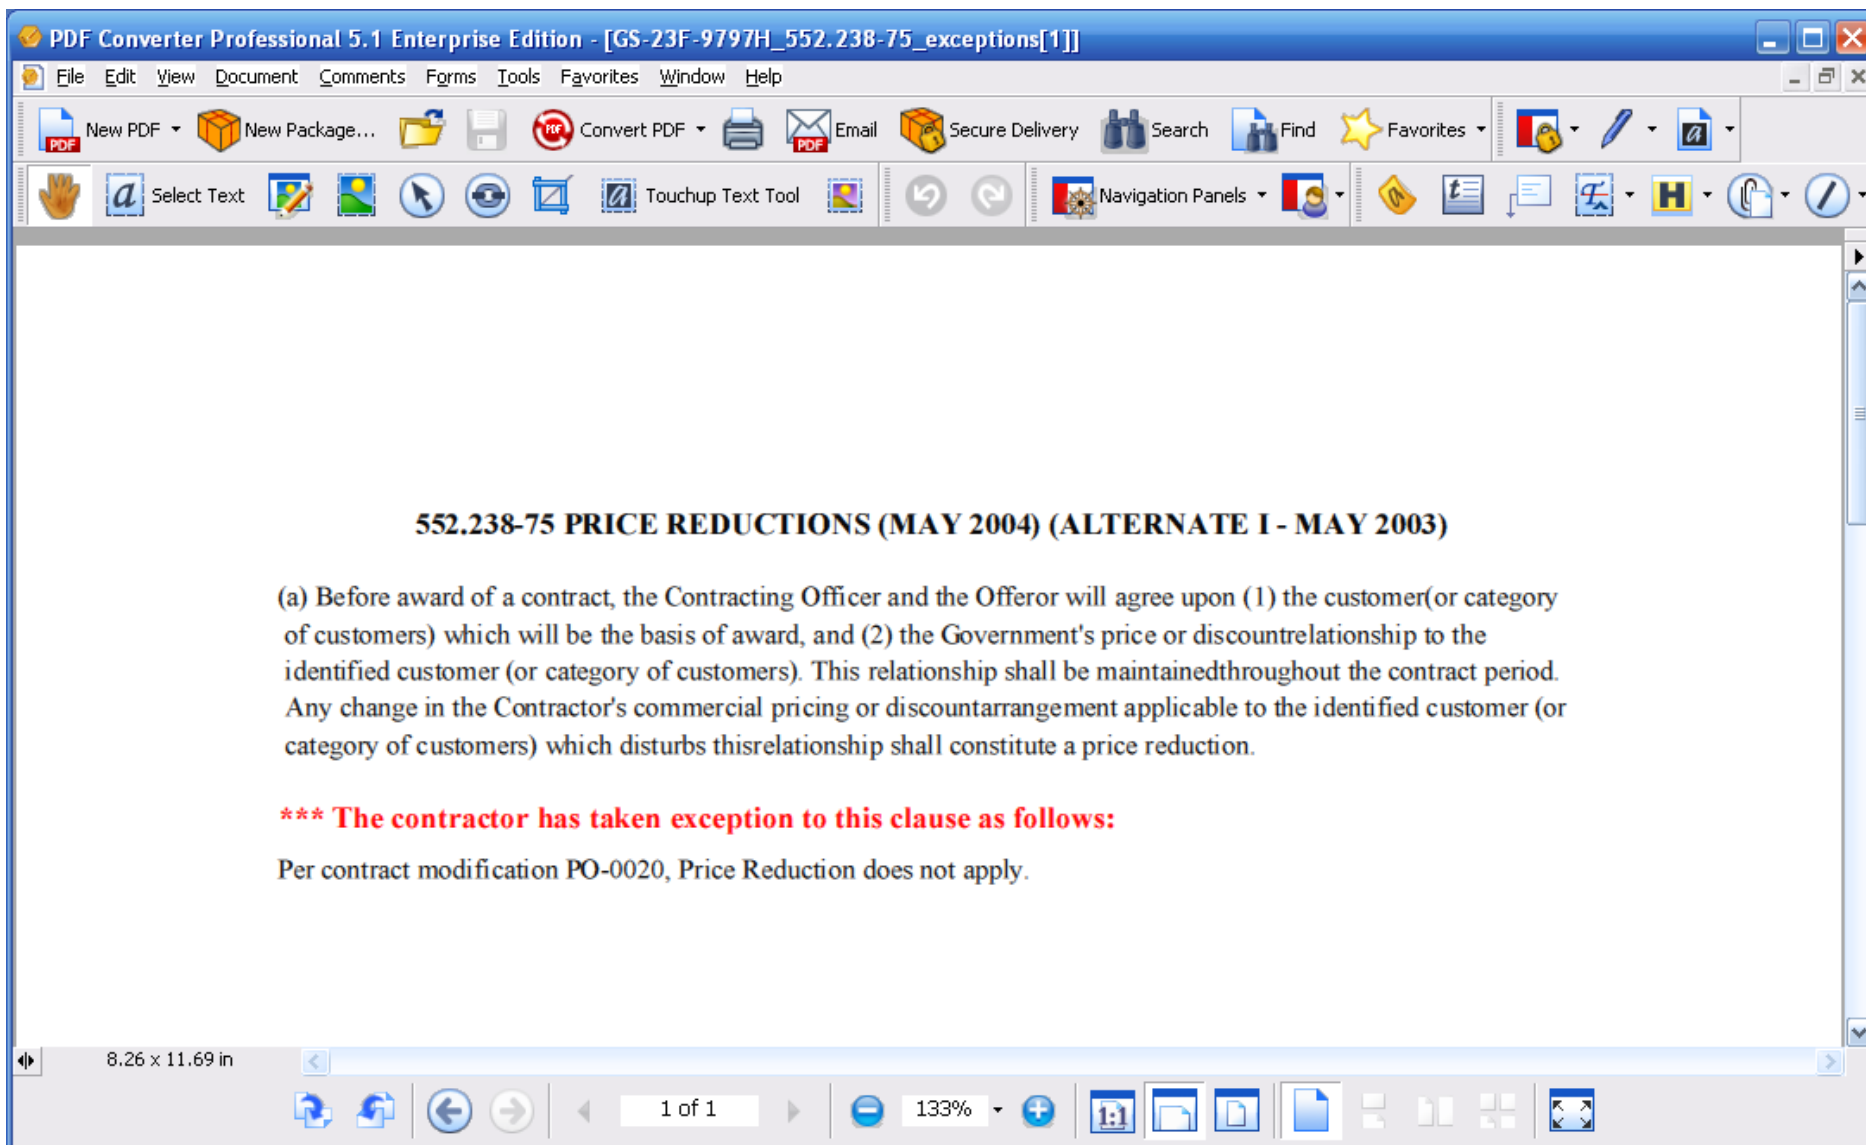 PDF Converter Professional 5.1 Enterprise Edition - [GS-23F-9797H_552.238-75_exceptions[1]]
File Edit View Document Comments Forms Tools Favorites Window Help
PDF New PDF New Package... PDF Convert PDF PDF Email Secure Delivery Search Find Favorites a
a Select Text a Touchup Text Tool Navigation Panels t T H
552.238-75 PRICE REDUCTIONS (MAY 2004) (ALTERNATE I - MAY 2003)
(a) Before award of a contract, the Contracting Officer and the Offeror will agree upon (1) the customer(or category
of customers) which will be the basis of award, and (2) the Government's price or discountrelationship to the
identified customer (or category of customers). This relationship shall be maintainedthroughout the contract period.
Any change in the Contractor's commercial pricing or discountarrangement applicable to the identified customer (or
category of customers) which disturbs thisrelationship shall constitute a price reduction.
*** The contractor has taken exception to this clause as follows:
Per contract modification PO-0020, Price Reduction does not apply.
8.26 x 11.69 in
1 of 1 133% 1:1